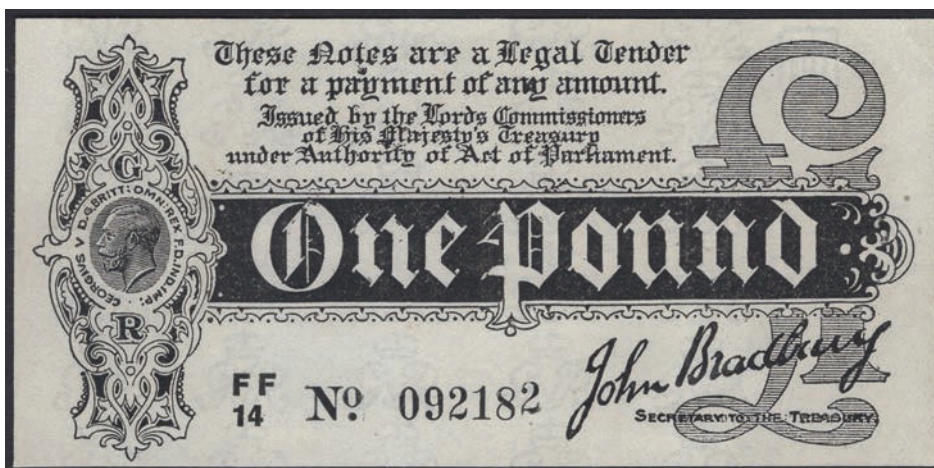 These Notes are a Legal Tender
for a payment of any amount.
Issued by the Lords Commissioners
of His Majesty's Treasury
under Authority of Act of Parliament.
£1
G
GEORGIVS V D.G.BRITT: OMN: REX F.D. IND: IMP:
R
One Pound
F F
14 No 092182
John Bradbury
SECRETARY TO THE TREASURY.